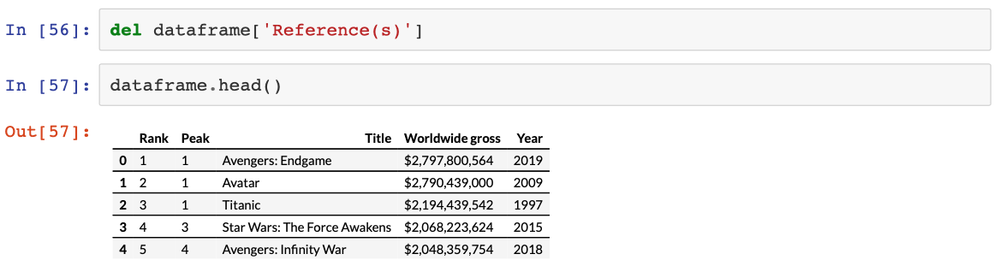 In [56]: del dataframe['Reference(s)']
In [57]: dataframe.head()
Out[57]:
Rank Peak Title Worldwide gross Year
0 1 1 Avengers: Endgame $2,797,800,564 2019
1 2 1 Avatar $2,790,439,000 2009
2 3 1 Titanic $2,194,439,542 1997
3 4 3 Star Wars: The Force Awakens $2,068,223,624 2015
4 5 4 Avengers: Infinity War $2,048,359,754 2018